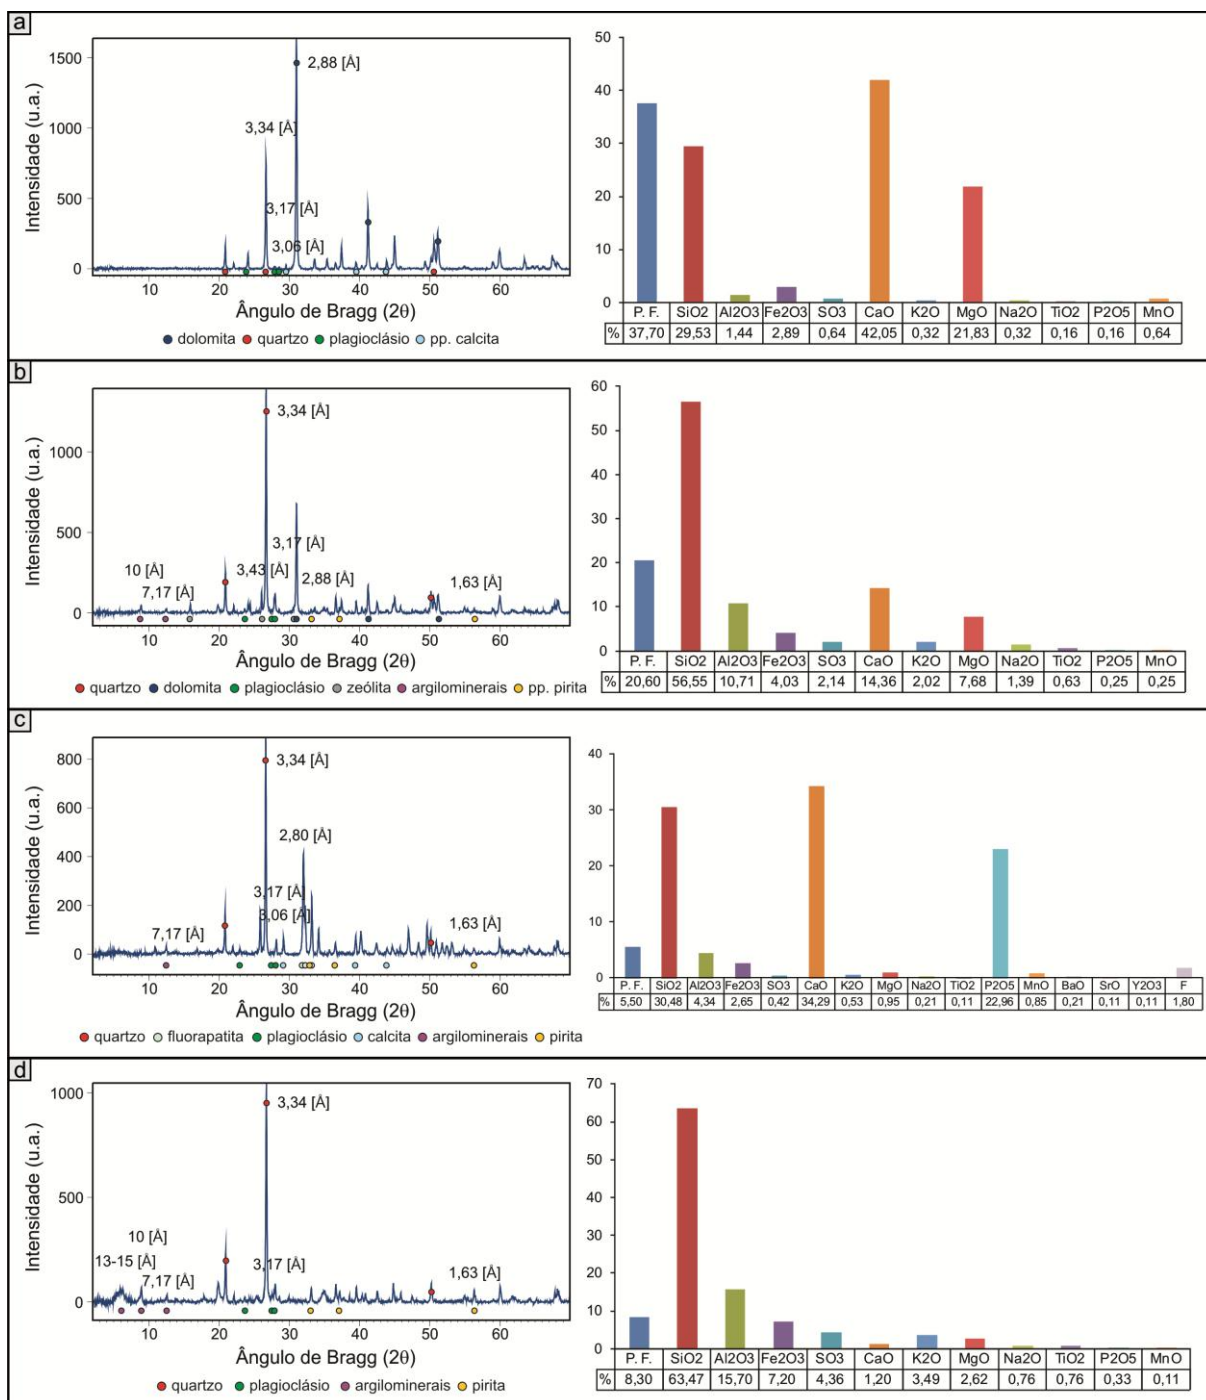 a
Intensidade (u.a.)
1500
1000
500
0
2,88 [Å]
3,34 [Å]
3,17 [Å]
3,06 [Å]
10 20 30 40 50 60
Ângulo de Bragg (2θ)
dolomita quartzo plagioclásio pp. calcita
50
40
30
20
10
0
P. F. SiO2 Al2O3 Fe2O3 SO3 CaO K2O MgO Na2O TiO2 P2O5 MnO
% 37,70 29,53 1,44 2,89 0,64 42,05 0,32 21,83 0,32 0,16 0,16 0,64
b
Intensidade (u.a.)
1000
500
0
3,34 [Å]
3,17 [Å]
10 [Å]
3,43 [Å]
7,17 [Å]
2,88 [Å]
1,63 [Å]
10 20 30 40 50 60
Ângulo de Bragg (2θ)
quartzo dolomita plagioclásio zeólita argilominerais pp. pirita
60
50
40
30
20
10
0
P. F. SiO2 Al2O3 Fe2O3 SO3 CaO K2O MgO Na2O TiO2 P2O5 MnO
% 20,60 56,55 10,71 4,03 2,14 14,36 2,02 7,68 1,39 0,63 0,25 0,25
c
Intensidade (u.a.)
800
600
400
200
0
3,34 [Å]
2,80 [Å]
3,17 [Å]
3,06 [Å]
7,17 [Å]
1,63 [Å]
10 20 30 40 50 60
Ângulo de Bragg (2θ)
quartzo fluorapatita plagioclásio calcita argilominerais pirita
40
30
20
10
0
P. F. SiO2 Al2O3 Fe2O3 SO3 CaO K2O MgO Na2O TiO2 P2O5 MnO BaO SrO Y2O3 F
% 5,50 30,48 4,34 2,65 0,42 34,29 0,53 0,95 0,21 0,11 22,96 0,85 0,21 0,11 0,11 1,80
d
Intensidade (u.a.)
1000
500
0
3,34 [Å]
10 [Å]
13-15 [Å]
7,17 [Å]
3,17 [Å]
1,63 [Å]
10 20 30 40 50 60
Ângulo de Bragg (2θ)
quartzo plagioclásio argilominerais pirita
70
60
50
40
30
20
10
0
P. F. SiO2 Al2O3 Fe2O3 SO3 CaO K2O MgO Na2O TiO2 P2O5 MnO
% 8,30 63,47 15,70 7,20 4,36 1,20 3,49 2,62 0,76 0,76 0,33 0,11